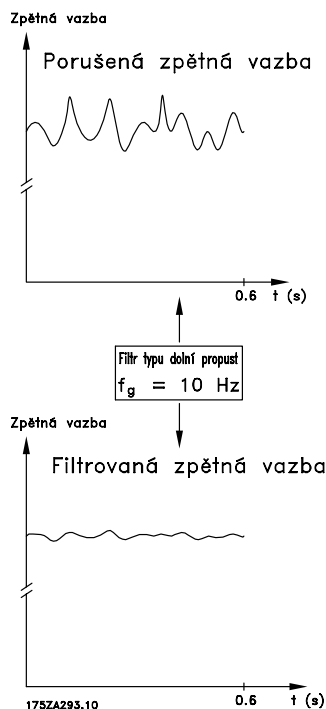 Zpětná vazba
Porušená zpětná vazba
0.6 t (s)
Filtr typu dolní propust
fg = 10 Hz
Zpětná vazba
Filtrovaná zpětná vazba
175ZA293.10
0.6 t (s)